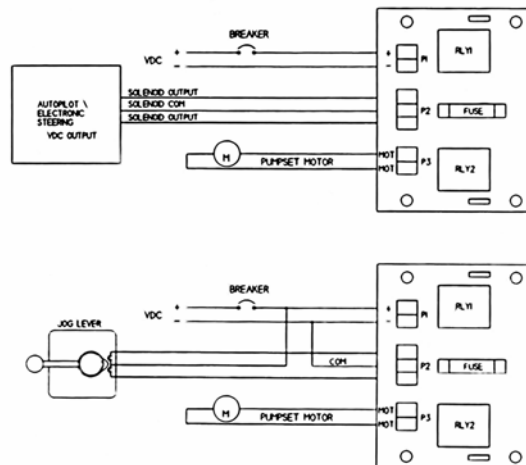 BREAKER
VDC
+
-
+
-
P1
RLY1
AUTOPILOT \
ELECTRONIC
STEERING
VDC OUTPUT
SOLENOID OUTPUT
SOLENOID COM
SOLENOID OUTPUT
P2
FUSE
M
PUMPSET MOTOR
MOT
MOT
P3
RLY2
BREAKER
VDC
+
-
+
-
P1
RLY1
JOG LEVER
COM
P2
FUSE
M
PUMPSET MOTOR
MOT
MOT
P3
RLY2